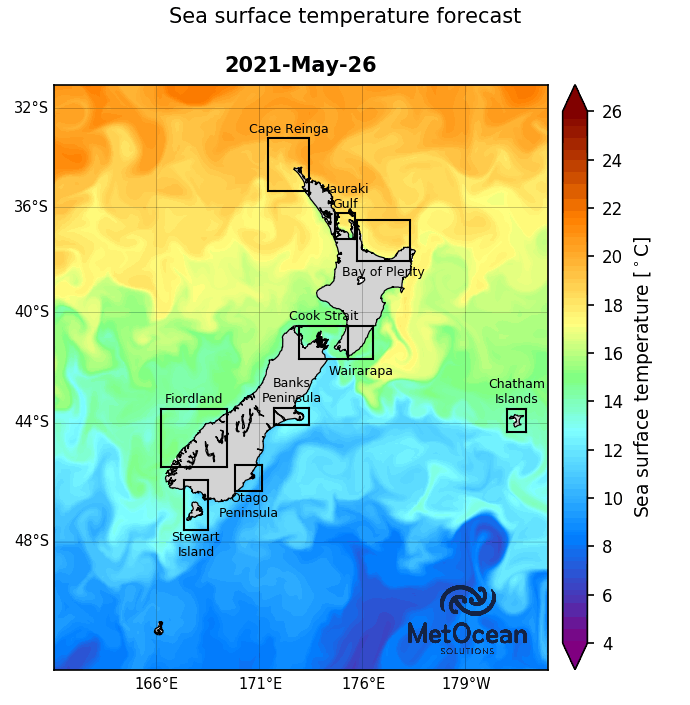 Sea surface temperature forecast
2021-May-26
32°S
36°S
40°S
44°S
48°S
166°E
171°E
176°E
179°W
Cape Reinga
Hauraki
Gulf
Bay of Plenty
Cook Strait
Wairarapa
Banks
Peninsula
Fiordland
Chatham
Islands
Otago
Peninsula
Stewart
Island
MetOcean
SOLUTIONS
26
24
22
20
18
16
14
12
10
8
6
4
Sea surface temperature [°C]